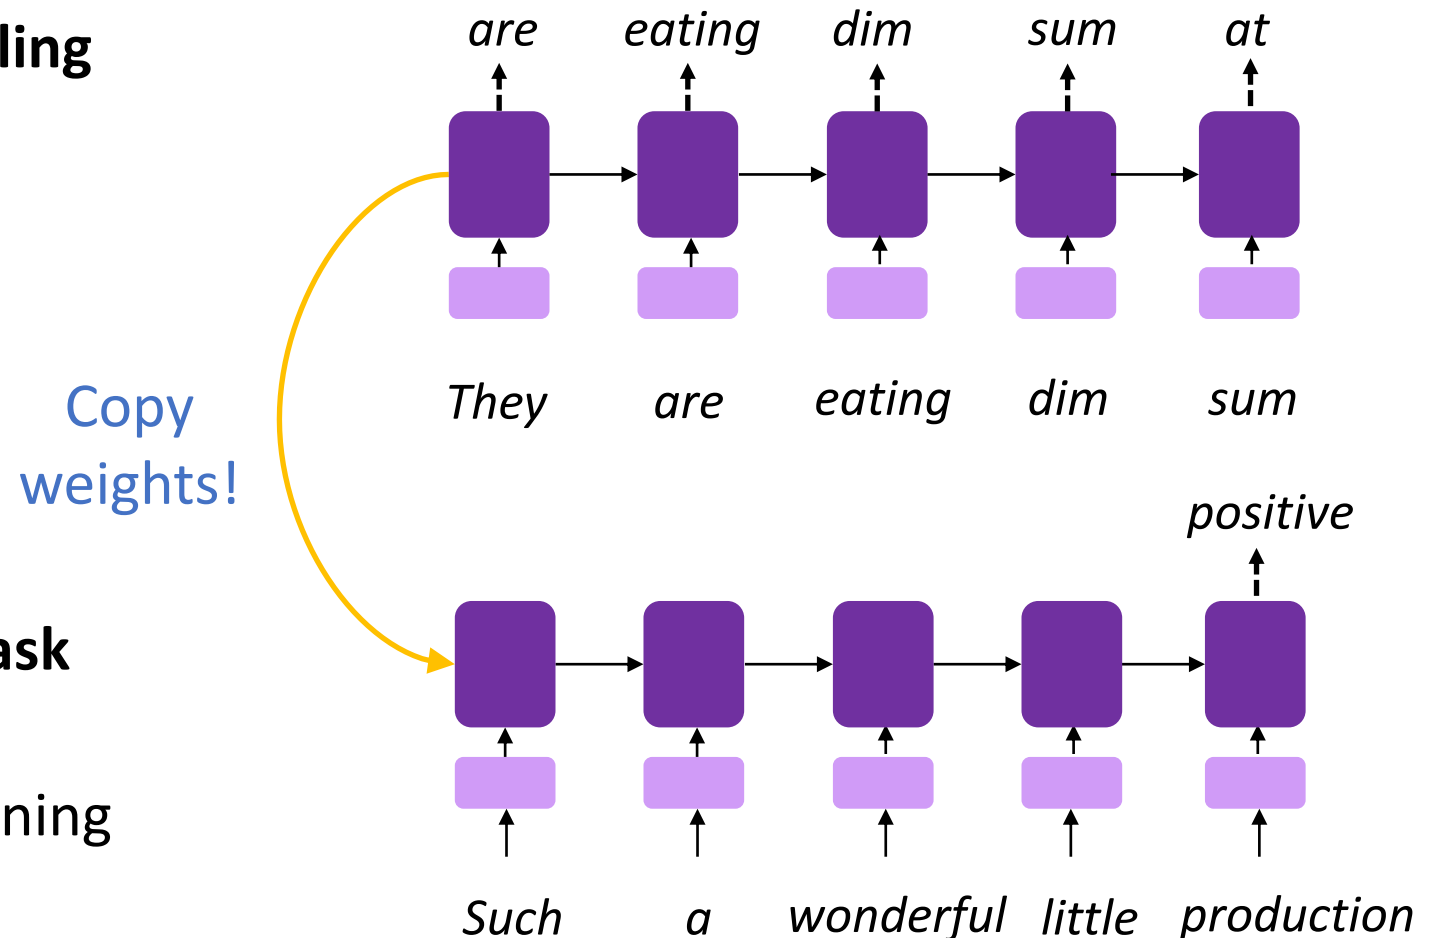 ling
are eating dim sum at
They are eating dim sum
Copy
weights!
positive
ask
ning
Such a wonderful little production